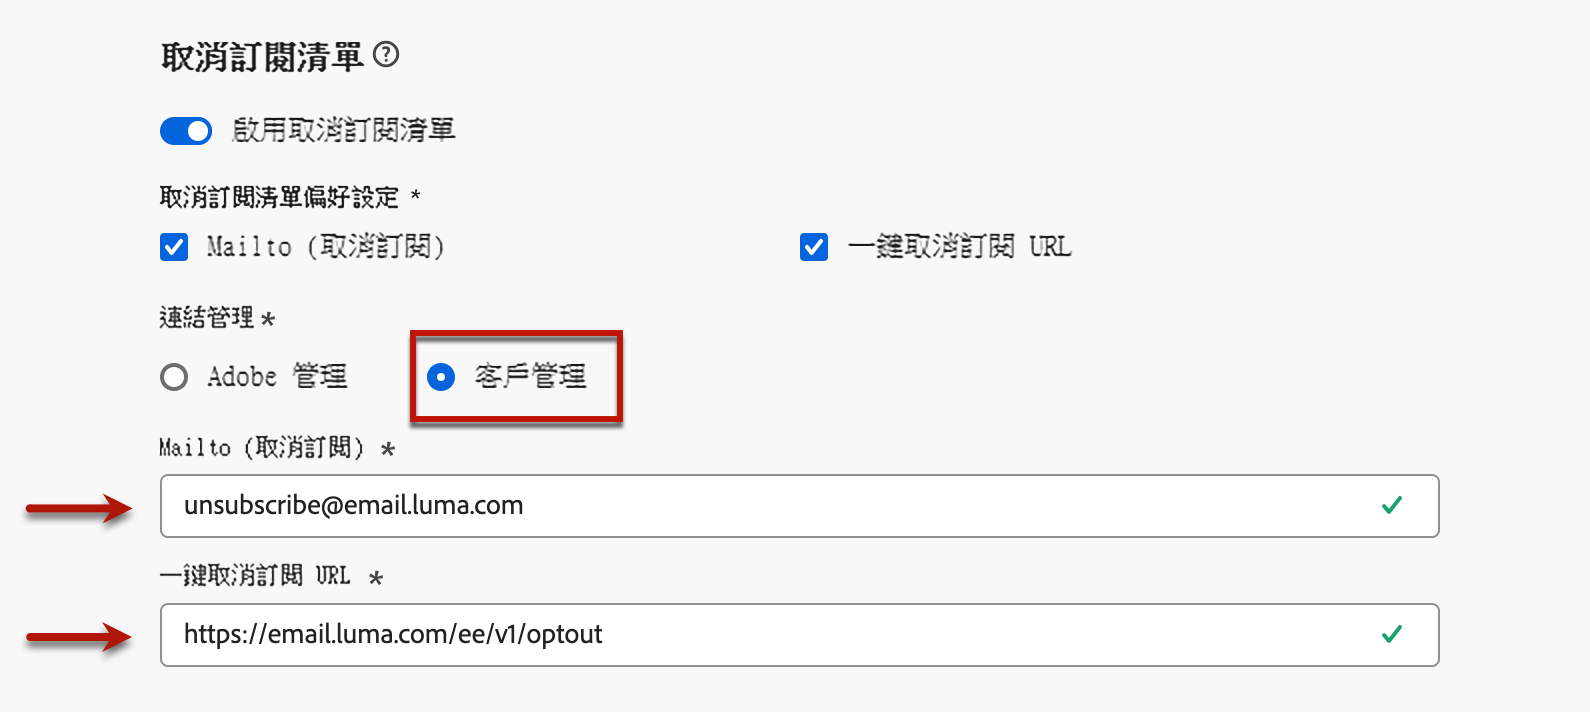 取消訂閱清單 ?
啟用取消訂閱清單
取消訂閱清單偏好設定 *
Mailto (取消訂閱) 一鍵取消訂閱 URL
連結管理 *
Adobe 管理 客戶管理
Mailto (取消訂閱) *
unsubscribe@email.luma.com
一鍵取消訂閱 URL *
https://email.luma.com/ee/v1/optout